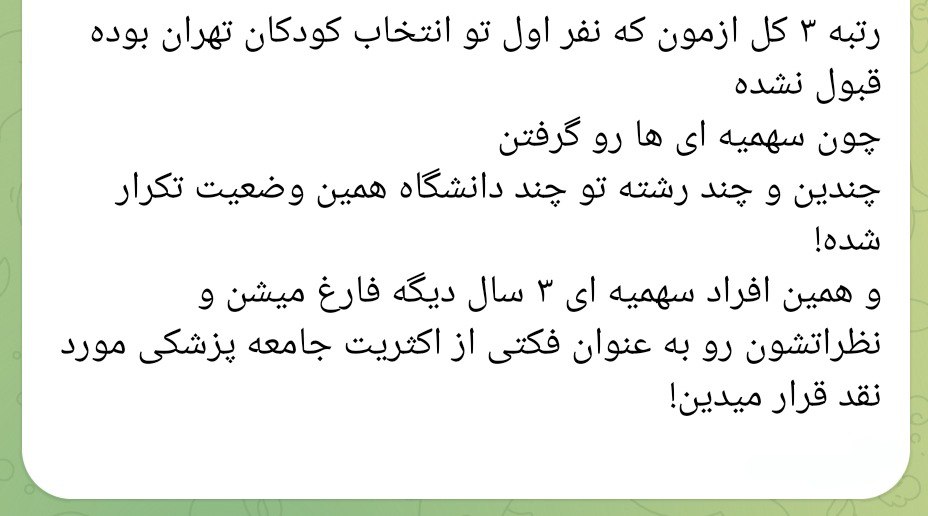 رتبه ۳ کل ازمون که نفر اول تو انتخاب کودکان تهران بوده
قبول نشده
چون سهمیه ای ها رو گرفتن
چندین و چند رشته تو چند دانشگاه همین وضعیت تکرار
شده!
و همین افراد سهمیه ای ۳ سال دیگه فارغ میشن و
نظراتشون رو به عنوان فکتی از اکثریت جامعه پزشکی مورد
نقد قرار میدین!